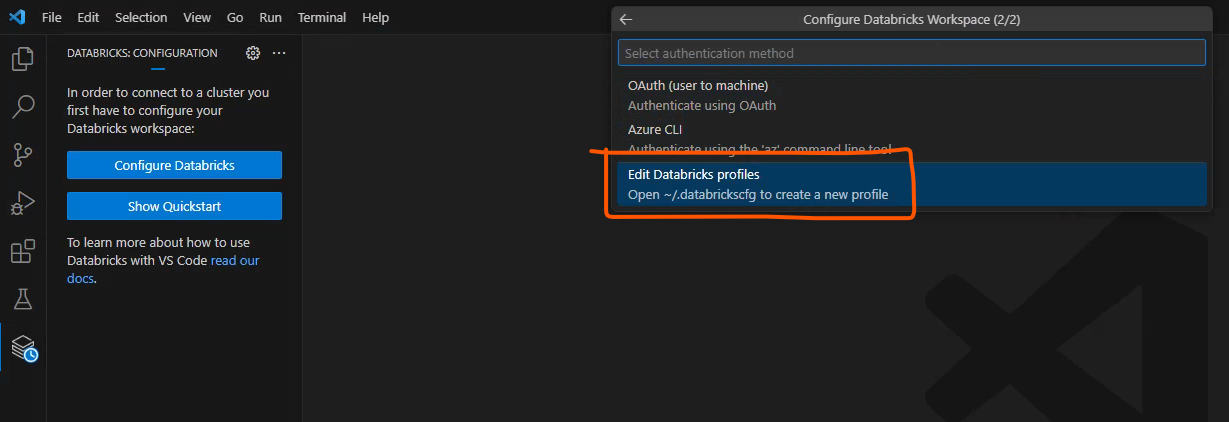 File Edit Selection View Go Run Terminal Help
Configure Databricks Workspace (2/2)
DATABRICKS: CONFIGURATION
Select authentication method
In order to connect to a cluster you
first have to configure your
Databricks workspace:
Configure Databricks
Show Quickstart
To learn more about how to use
Databricks with VS Code read our
docs.
OAuth (user to machine)
Authenticate using OAuth
Azure CLI
Authenticate using the 'az' command line tool
Edit Databricks profiles
Open ~/.databrickscfg to create a new profile